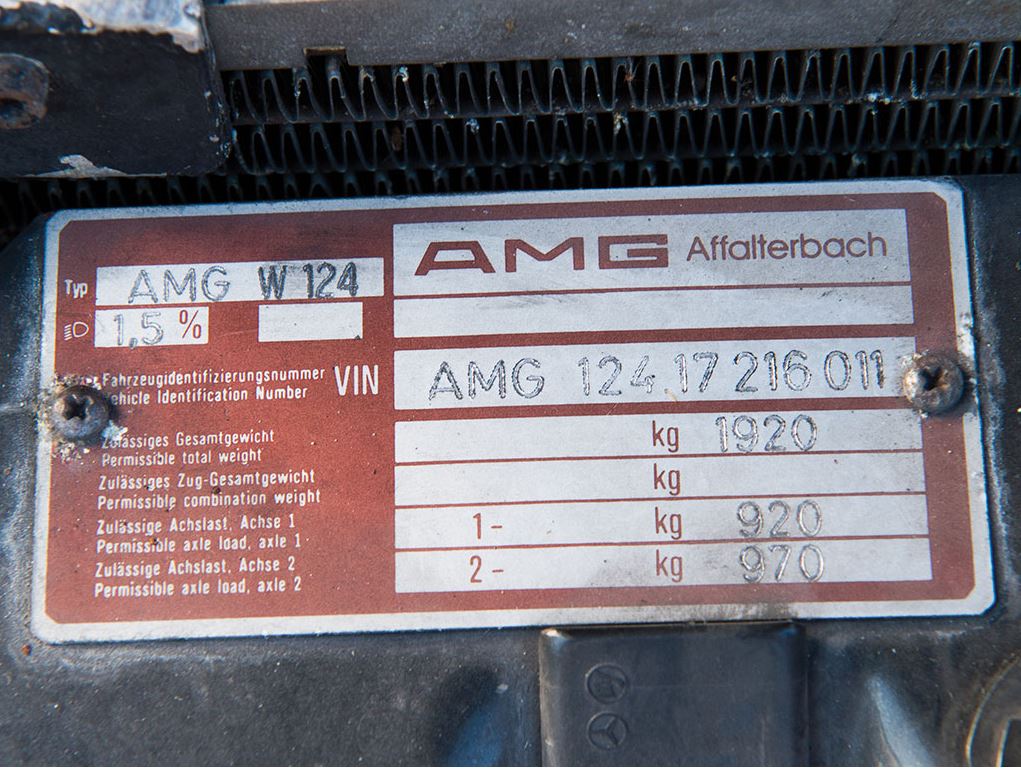 AMG Affalterbach
Typ AMG W 124
1,5 %
Fahrzeugidentifizierungsnummer
Vehicle Identification Number
VIN AMG 124.17 216 011
Zulässiges Gesamtgewicht
Permissible total weight
kg 1920
Zulässiges Zug-Gesamtgewicht
Permissible combination weight
kg
Zulässige Achslast, Achse 1
Permissible axle load, axle 1
1- kg 920
Zulässige Achslast, Achse 2
Permissible axle load, axle 2
2- kg 970